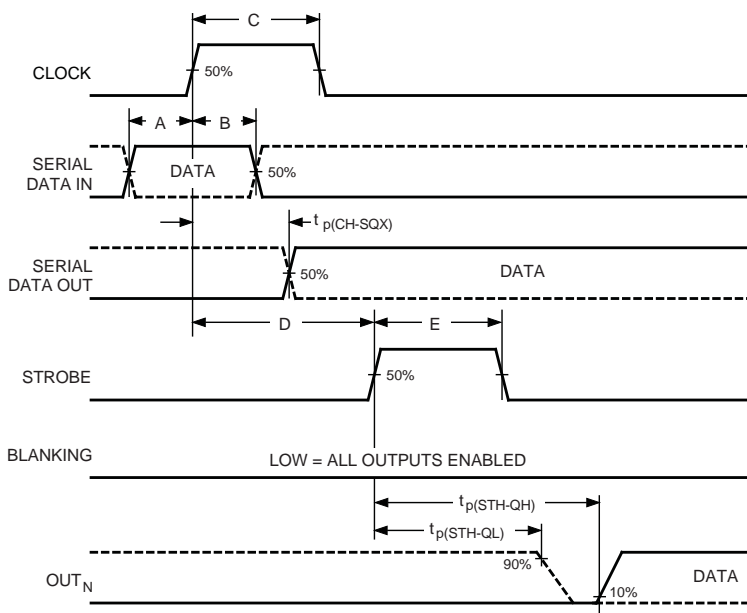 C
CLOCK
50%
A
B
SERIAL
DATA IN
DATA
50%
t p(CH-SQX)
SERIAL
DATA OUT
50%
DATA
D
E
STROBE
50%
BLANKING
LOW = ALL OUTPUTS ENABLED
t p(STH-QH)
t p(STH-QL)
90%
DATA
OUT N
10%